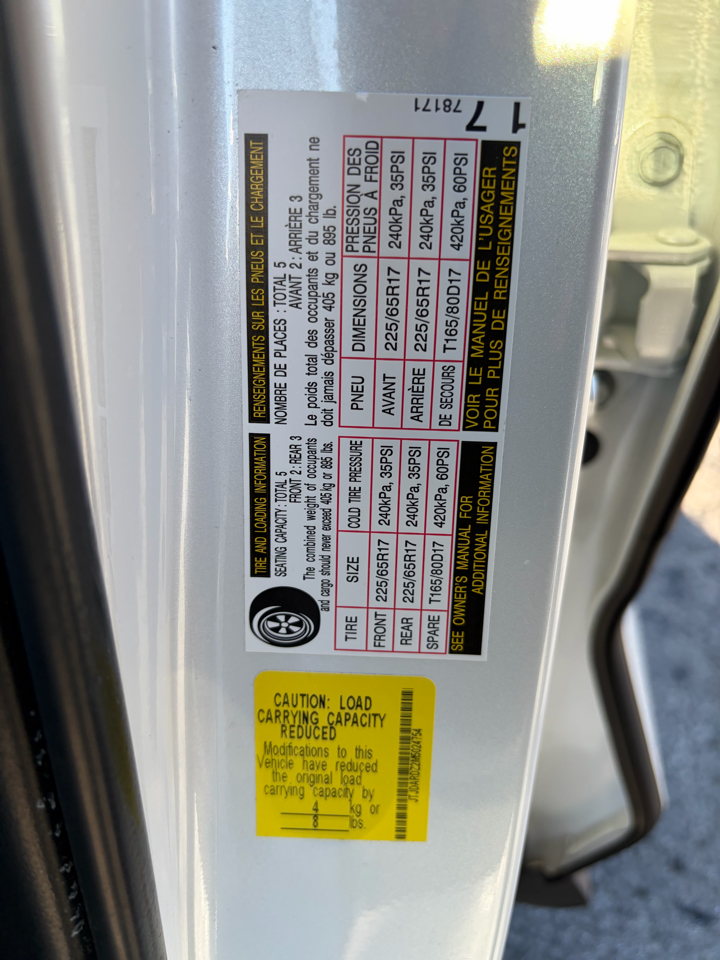 TIRE AND LOADING INFORMATION
SEATING CAPACITY: TOTAL 5
FRONT 2: REAR 3
The combined weight of occupants
and cargo should never exceed 405 kg or 895 lbs.
TIRE SIZE COLD TIRE PRESSURE
FRONT 225/65R17 240kPa, 35PSI
REAR 225/65R17 240kPa, 35PSI
SPARE T165/80D17 420kPa, 60PSI
SEE OWNER'S MANUAL FOR
ADDITIONAL INFORMATION
RENSEIGNEMENTS SUR LES PNEUS ET LE CHARGEMENT
NOMBRE DE PLACES : TOTAL 5
AVANT 2 : ARRIÈRE 3
Le poids total des occupants et du chargement ne
doit jamais dépasser 405 kg ou 895 lb.
PNEU DIMENSIONS PRESSION DES
PNEUS À FROID
AVANT 225/65R17 240kPa, 35PSI
ARRIÈRE 225/65R17 240kPa, 35PSI
DE SECOURS T165/80D17 420kPa, 60PSI
VOIR LE MANUEL DE L'USAGER
POUR PLUS DE RENSEIGNEMENTS
78171
1 7
CAUTION: LOAD
CARRYING CAPACITY
REDUCED
Modifications to this
Vehicle have reduced
the original load
carrying capacity by
4 kg or
8 lbs.